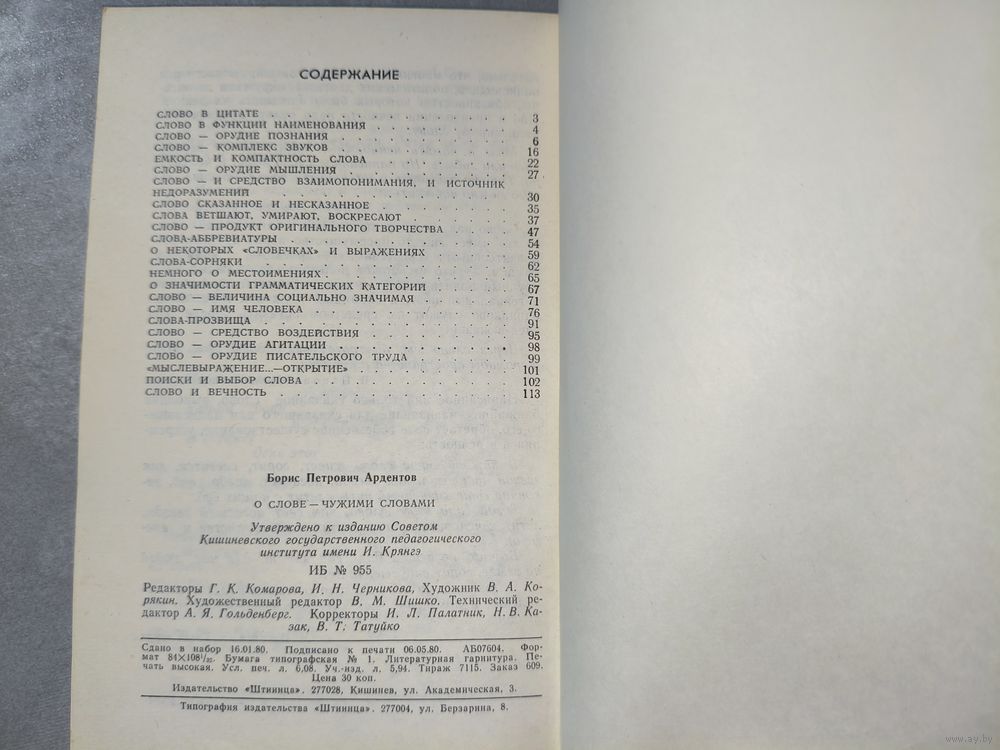 СОДЕРЖАНИЕ
СЛОВО В ЦИТАТЕ . . . . . . . . . . . . . . . 3
СЛОВО В ФУНКЦИИ НАИМЕНОВАНИЯ . . . . . . . . 4
СЛОВО — ОРУДИЕ ПОЗНАНИЯ . . . . . . . . . . 6
СЛОВО — КОМПЛЕКС ЗВУКОВ . . . . . . . . . . 16
ЕМКОСТЬ И КОМПАКТНОСТЬ СЛОВА . . . . . . . . 22
СЛОВО — ОРУДИЕ МЫШЛЕНИЯ . . . . . . . . . . 27
СЛОВО — И СРЕДСТВО ВЗАИМОПОНИМАНИЯ, И ИСТОЧНИК
НЕДОРАЗУМЕНИЙ . . . . . . . . . . . . . . 30
СЛОВО СКАЗАННОЕ И НЕСКАЗАННОЕ . . . . . . . . 35
СЛОВА ВЕТШАЮТ, УМИРАЮТ, ВОСКРЕСАЮТ . . . . . . 37
СЛОВО — ПРОДУКТ ОРИГИНАЛЬНОГО ТВОРЧЕСТВА . . . . 47
СЛОВА-АББРЕВИАТУРЫ . . . . . . . . . . . . 54
О НЕКОТОРЫХ «СЛОВЕЧКАХ» И ВЫРАЖЕНИЯХ . . . . . 59
СЛОВА-СОРНЯКИ . . . . . . . . . . . . . . 62
НЕМНОГО О МЕСТОИМЕНИЯХ . . . . . . . . . . . 65
О ЗНАЧИМОСТИ ГРАММАТИЧЕСКИХ КАТЕГОРИЙ . . . . . 67
СЛОВО — ВЕЛИЧИНА СОЦИАЛЬНО ЗНАЧИМАЯ . . . . . . 71
СЛОВО — ИМЯ ЧЕЛОВЕКА . . . . . . . . . . . 76
СЛОВА-ПРОЗВИЩА . . . . . . . . . . . . . . 91
СЛОВО — СРЕДСТВО ВОЗДЕЙСТВИЯ . . . . . . . . 95
СЛОВО — ОРУДИЕ АГИТАЦИИ . . . . . . . . . . 98
СЛОВО — ОРУДИЕ ПИСАТЕЛЬСКОГО ТРУДА . . . . . . 99
«МЫСЛЕВЫРАЖЕНИЕ...—ОТКРЫТИЕ» . . . . . . . . 101
ПОИСКИ И ВЫБОР СЛОВА . . . . . . . . . . . 102
СЛОВО И ВЕЧНОСТЬ . . . . . . . . . . . . . 113
Борис Петрович Ардентов
О СЛОВЕ — ЧУЖИМИ СЛОВАМИ
Утверждено к изданию Советом
Кишиневского государственного педагогического
института имени И. Крянгэ
ИБ № 955
Редакторы Г. К. Комарова, И. Н. Черникова, Художник В. А. Ко-
рякин. Художественный редактор В. М. Шишко. Технический ре-
дактор А. Я. Гольденберг. Корректоры И. Л. Палатник, Н. В. Ка-
зак, В. Т. Татуйко
Сдано в набор 16.01.80. Подписано к печати 06.05.80. АБ07604. Фор-
мат 84×108¹/₃₂. Бумага типографская № 1. Литературная гарнитура. Пе-
чать высокая. Усл. печ. л. 6,08. Уч.-изд. л. 5,94. Тираж 7115. Заказ 609.
Цена 30 коп.
Издательство «Штиинца». 277028, Кишинев, ул. Академическая, 3.
Типография издательства «Штиинца». 277004, ул. Берзарина, 8.
www.ay.by